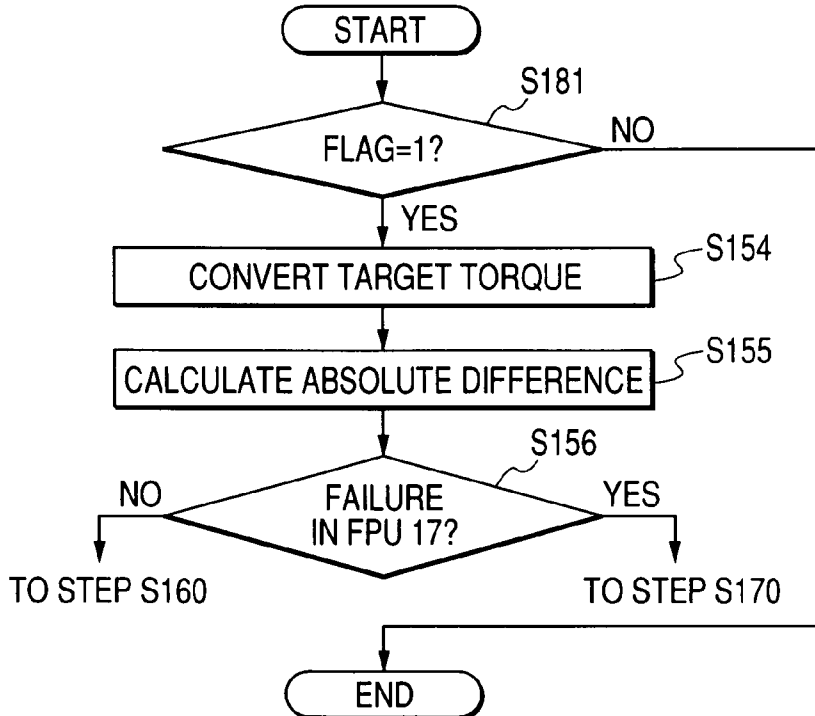 START
S181
FLAG=1?
NO
YES
CONVERT TARGET TORQUE
S154
CALCULATE ABSOLUTE DIFFERENCE
S155
S156
NO
FAILURE
IN FPU 17?
YES
TO STEP S160
TO STEP S170
END